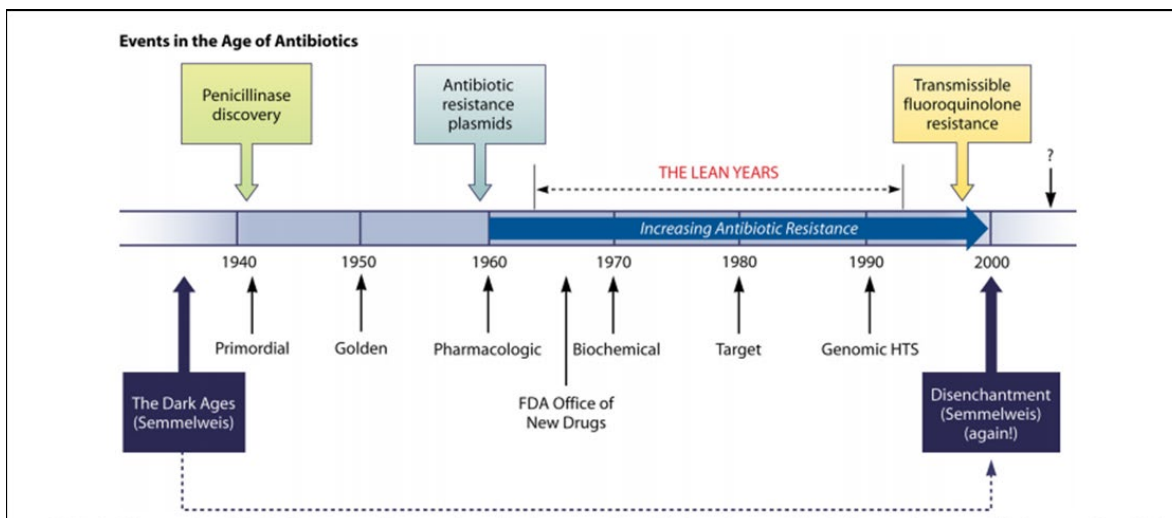 Events in the Age of Antibiotics
Penicillinase
discovery
Antibiotic
resistance
plasmids
Transmissible
fluoroquinolone
resistance
THE LEAN YEARS
?
Increasing Antibiotic Resistance
1940
1950
1960
1970
1980
1990
2000
Primordial
Golden
Pharmacologic
Biochemical
Target
Genomic HTS
The Dark Ages
(Semmelweis)
FDA Office of
New Drugs
Disenchantment
(Semmelweis)
(again!)